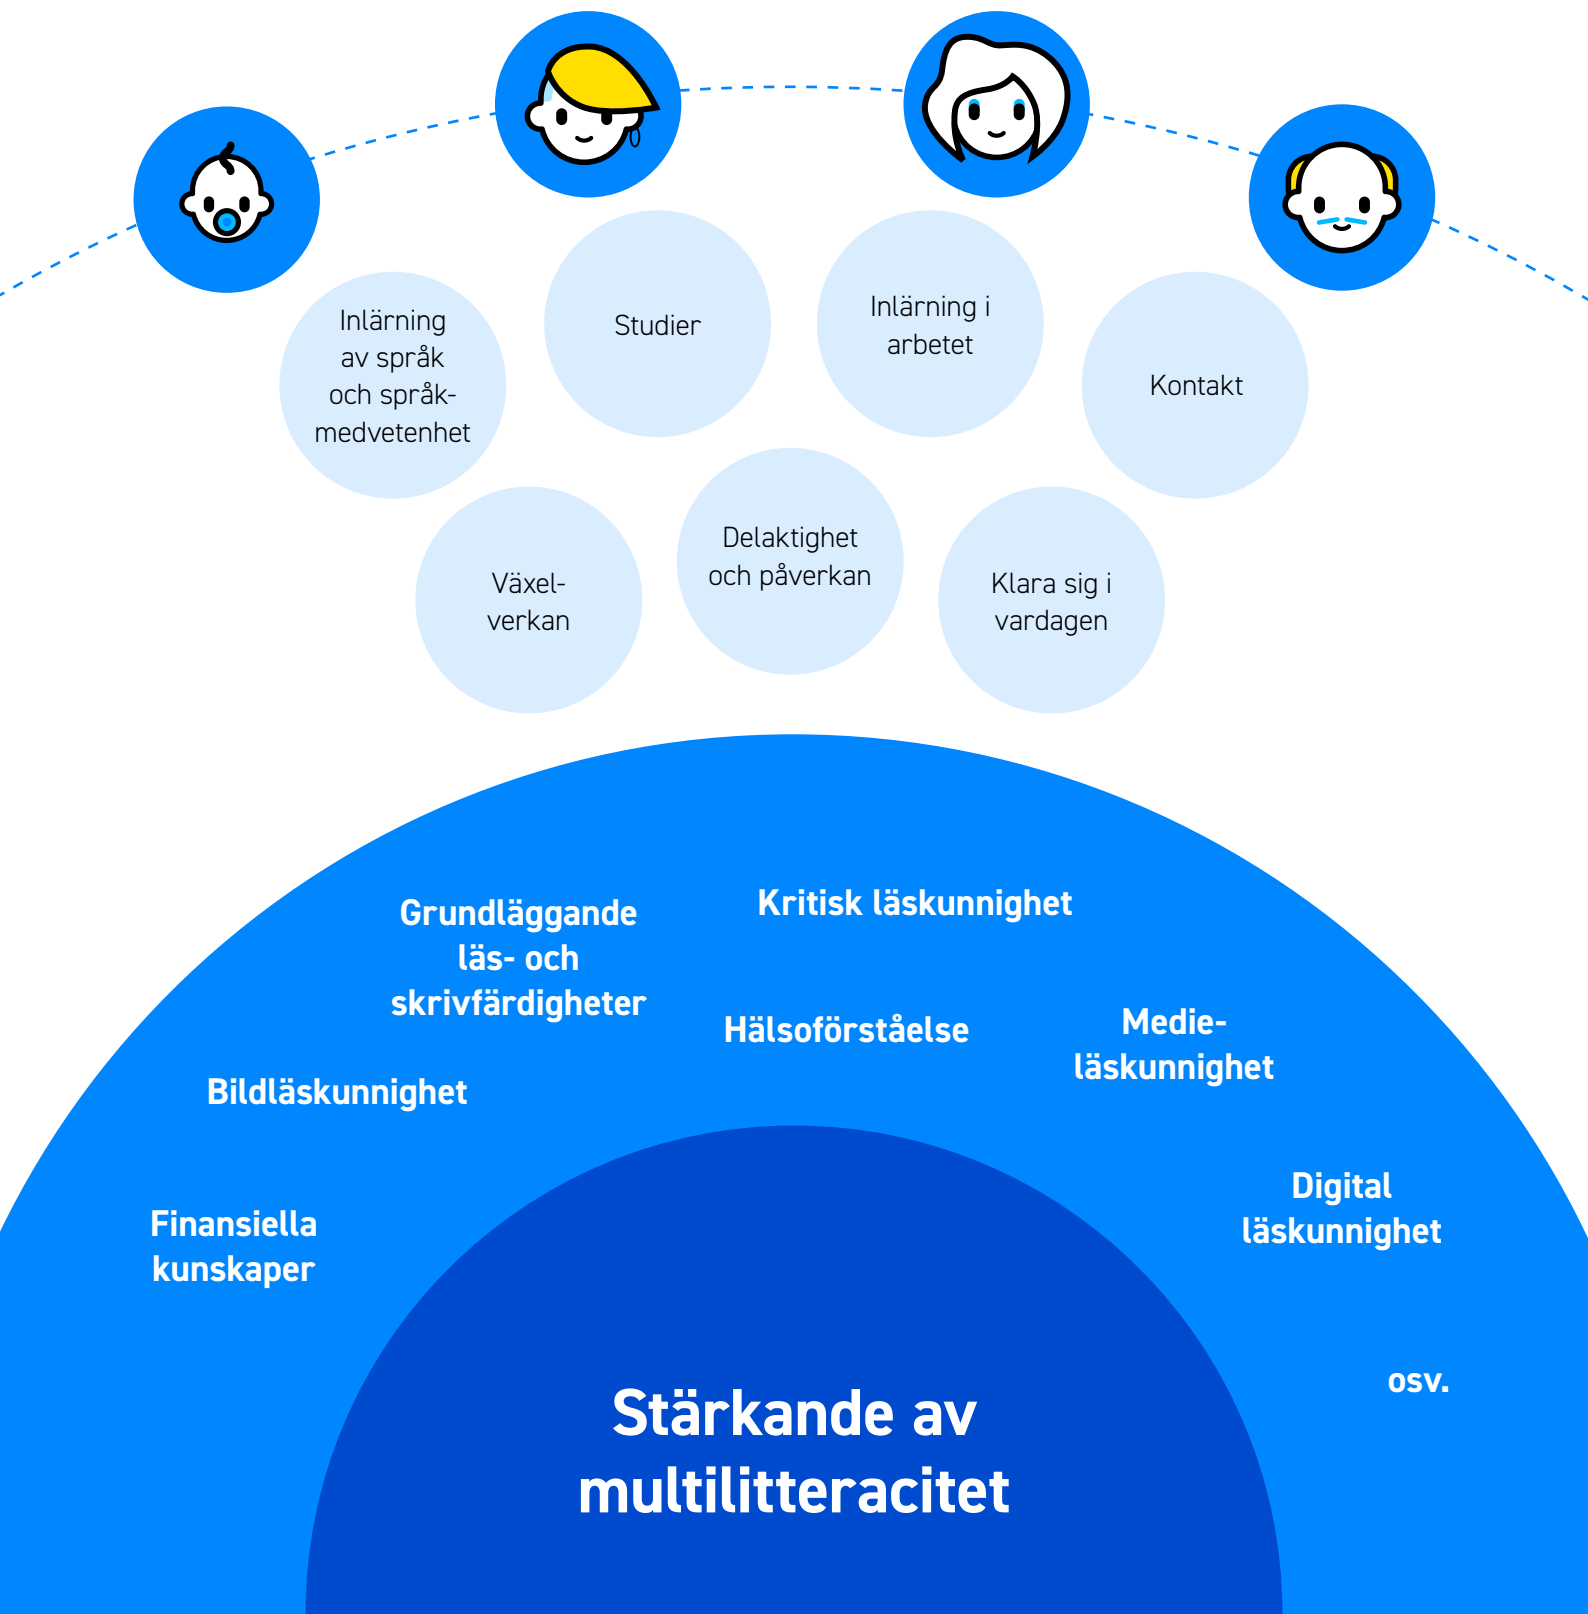 Inlärning
av språk
och språk-
medvetenhet
Studier
Inlärning i
arbetet
Kontakt
Växel-
verkan
Delaktighet
och påverkan
Klara sig i
vardagen
Grundläggande
läs- och
skrivfärdigheter
Kritisk läskunnighet
Hälsoförståelse
Medie-
läskunnighet
Bildläskunnighet
Digital
läskunnighet
Finansiella
kunskaper
osv.
Stärkande av
multilitteracitet